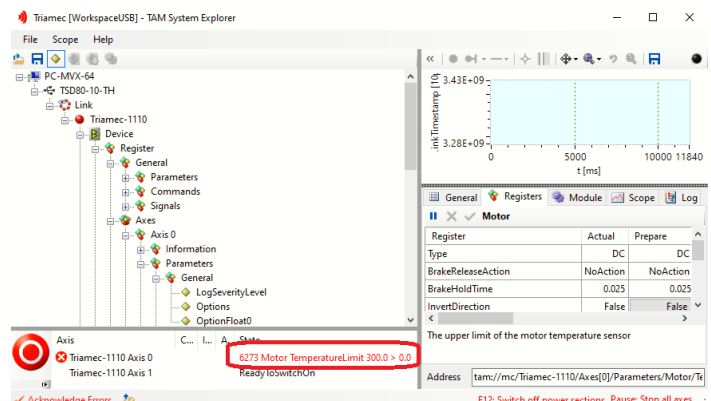 Triamec [WorkspaceUSB] - TAM System Explorer
File Scope Help
PC-MVX-64
TSD80-10-TH
Link
Triamec-1110
Device
Register
General
Parameters
Commands
Signals
Axes
Axis 0
Information
Parameters
General
LogSeverityLevel
Options
OptionFloat0
.inkTimestamp [10
3.43E+09
3.28E+09
0 5000 10000 11840
t [ms]
General Registers Module Scope Log
Motor
Register Actual Prepare
Type DC DC
BrakeReleaseAction NoAction NoAction
BrakeHoldTime 0.025 0.025
InvertDirection False False
The upper limit of the motor temperature sensor
Address tam://mc/Triamec-1110/Axes[0]/Parameters/Motor/Te
Axis C... I... A... State
Triamec-1110 Axis 0 6273 Motor TemperatureLimit 300.0 > 0.0
Triamec-1110 Axis 1 ReadyToSwitchOn
Acknowledge Errors F12: Switch off power sections Pause: Stop all axes